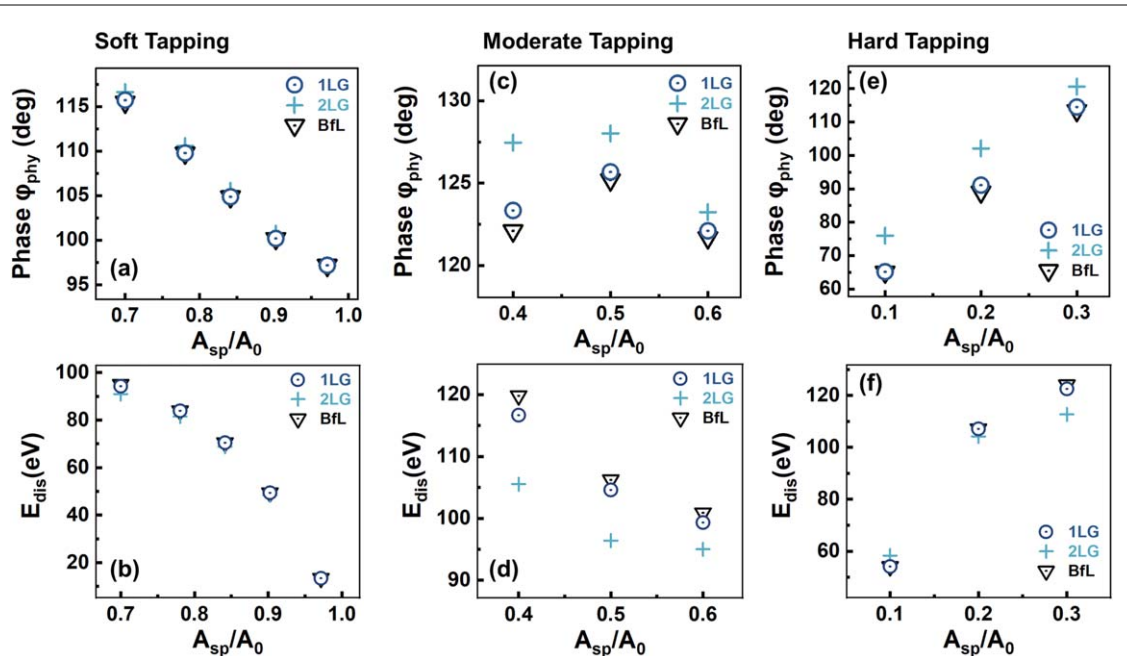 Soft Tapping
Moderate Tapping
Hard Tapping
Phase φphy (deg)
115
110
105
100
95
(a)
1LG
2LG
BfL
0.7 0.8 0.9 1.0
Asp/A0
Phase φphy (deg)
130
125
120
(c)
1LG
2LG
BfL
0.4 0.5 0.6
Asp/A0
Phase φphy (deg)
120
110
100
90
80
70
60
(e)
1LG
2LG
BfL
0.1 0.2 0.3
Asp/A0
Edis(eV)
100
80
60
40
20
(b)
1LG
2LG
BfL
0.7 0.8 0.9 1.0
Asp/A0
Edis(eV)
120
110
100
90
(d)
1LG
2LG
BfL
0.4 0.5 0.6
Asp/A0
Edis(eV)
120
100
80
60
(f)
1LG
2LG
BfL
0.1 0.2 0.3
Asp/A0